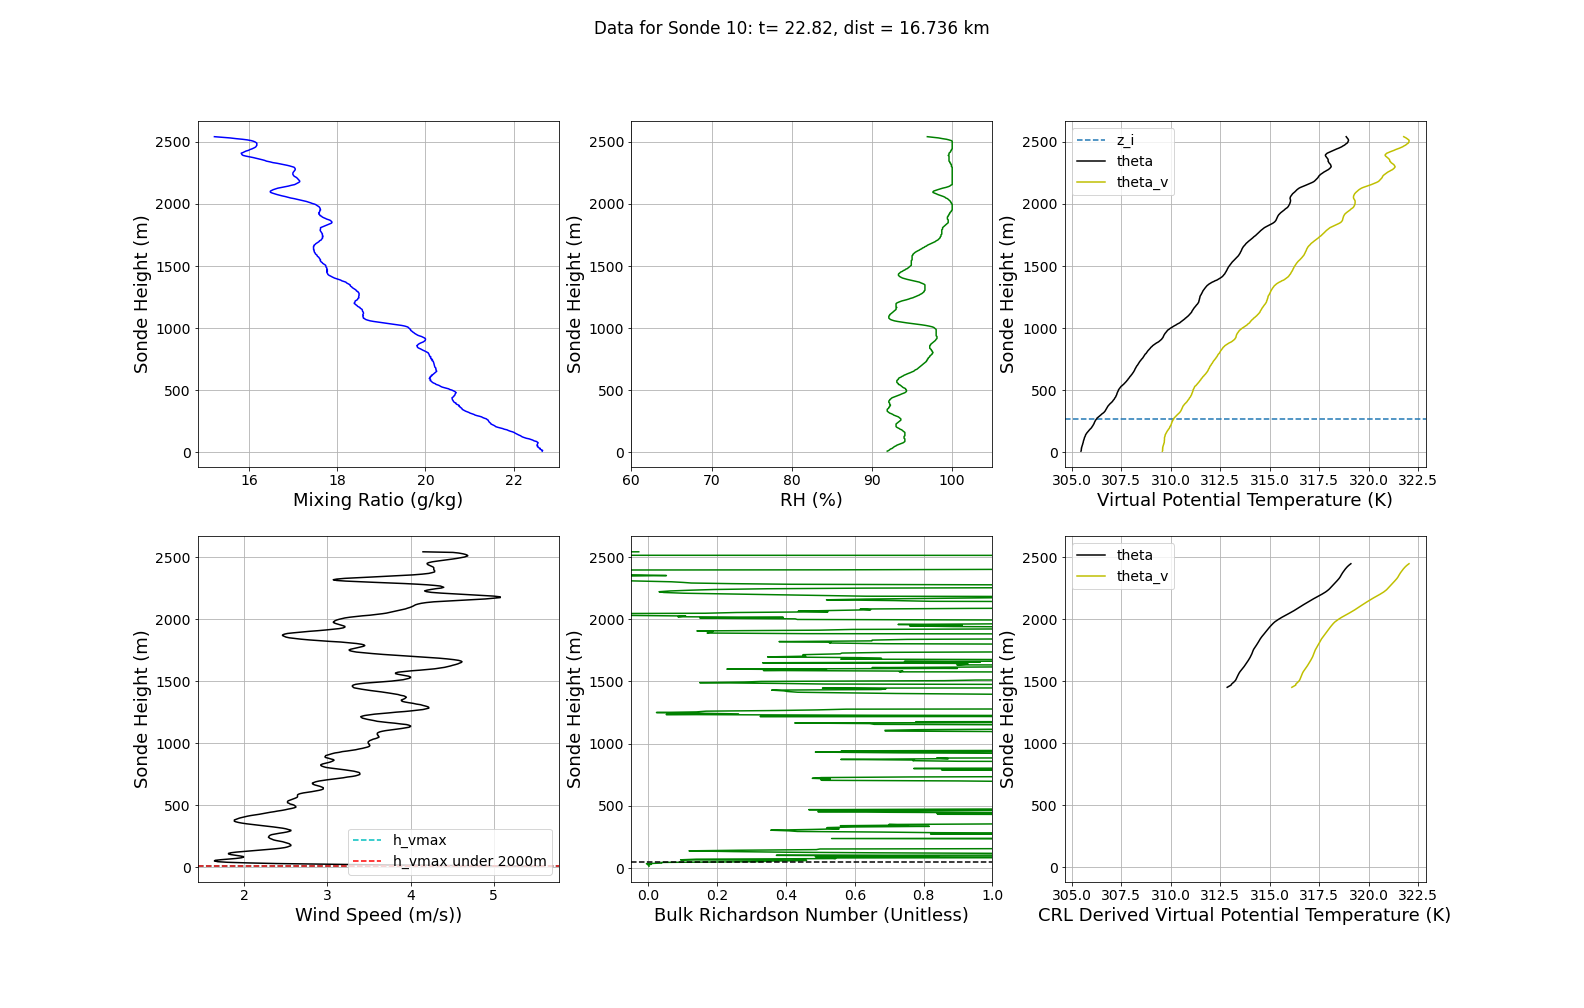 Data for Sonde 10: t= 22.82, dist = 16.736 km
2500
2000
1500
1000
500
0
Sonde Height (m)
16 18 20 22
Mixing Ratio (g/kg)
2500
2000
1500
1000
500
0
Sonde Height (m)
60 70 80 90 100
RH (%)
2500
2000
1500
1000
500
0
Sonde Height (m)
z_i
theta
theta_v
305.0 307.5 310.0 312.5 315.0 317.5 320.0 322.5
Virtual Potential Temperature (K)
2500
2000
1500
1000
500
0
Sonde Height (m)
h_vmax
h_vmax under 2000m
2 3 4 5
Wind Speed (m/s))
2500
2000
1500
1000
500
0
Sonde Height (m)
0.0 0.2 0.4 0.6 0.8 1.0
Bulk Richardson Number (Unitless)
2500
2000
1500
1000
500
0
Sonde Height (m)
theta
theta_v
305.0 307.5 310.0 312.5 315.0 317.5 320.0 322.5
CRL Derived Virtual Potential Temperature (K)